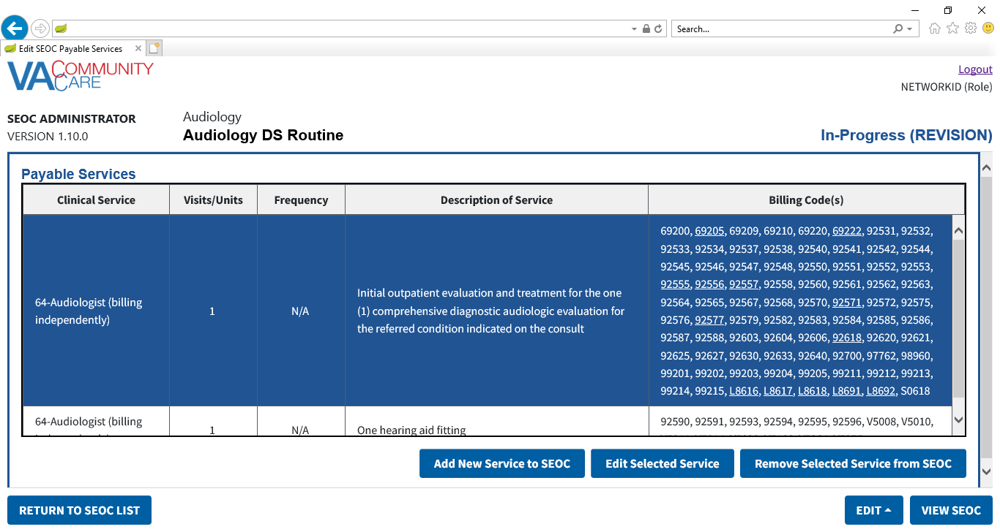 Search...
Edit SEOC Payable Services
VA COMMUNITY CARE
Logout
NETWORKID (Role)
SEOC ADMINISTRATOR
VERSION 1.10.0
Audiology
Audiology DS Routine
In-Progress (REVISION)
Payable Services
Clinical Service Visits/Units Frequency Description of Service Billing Code(s)
64-Audiologist (billing
independently)
1
N/A
Initial outpatient evaluation and treatment for the one
(1) comprehensive diagnostic audiologic evaluation for
the referred condition indicated on the consult
69200, 69205, 69209, 69210, 69220, 69222, 92531, 92532,
92533, 92534, 92537, 92538, 92540, 92541, 92542, 92544,
92545, 92546, 92547, 92548, 92550, 92551, 92552, 92553,
92555, 92556, 92557, 92558, 92560, 92561, 92562, 92563,
92564, 92565, 92567, 92568, 92570, 92571, 92572, 92575,
92576, 92577, 92579, 92582, 92583, 92584, 92585, 92586,
92587, 92588, 92603, 92604, 92606, 92618, 92620, 92621,
92625, 92627, 92630, 92633, 92640, 92700, 97762, 98960,
99201, 99202, 99203, 99204, 99205, 99211, 99212, 99213,
99214, 99215, L8616, L8617, L8618, L8691, L8692, S0618
64-Audiologist (billing
1
N/A
One hearing aid fitting
92590, 92591, 92593, 92594, 92595, 92596, V5008, V5010,
Add New Service to SEOC
Edit Selected Service
Remove Selected Service from SEOC
RETURN TO SEOC LIST
EDIT
VIEW SEOC